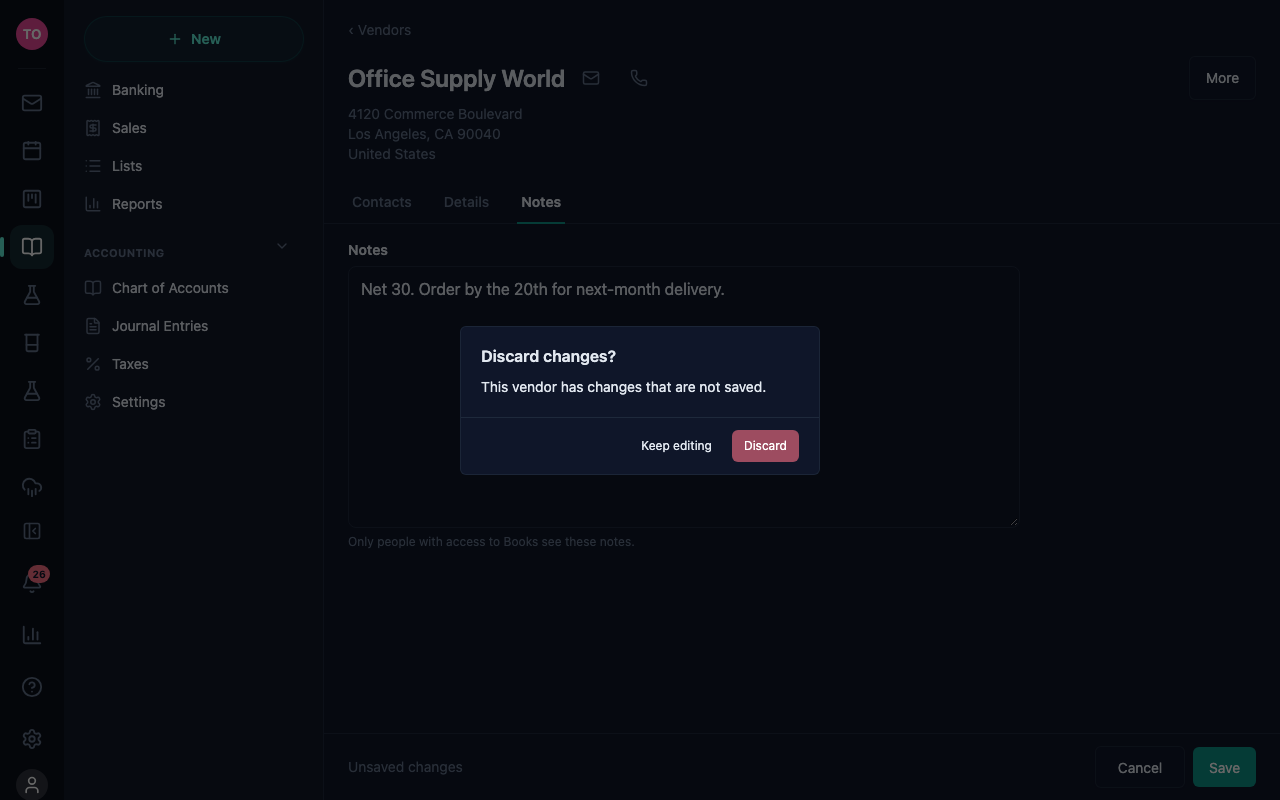 TO
New
Banking
Sales
Lists
Reports
ACCOUNTING
Chart of Accounts
Journal Entries
Taxes
Settings
26
‹ Vendors
Office Supply World
More
4120 Commerce Boulevard
Los Angeles, CA 90040
United States
Contacts
Details
Notes
Notes
Net 30. Order by the 20th for next-month delivery.
Discard changes?
This vendor has changes that are not saved.
Keep editing
Discard
Only people with access to Books see these notes.
Unsaved changes
Cancel
Save